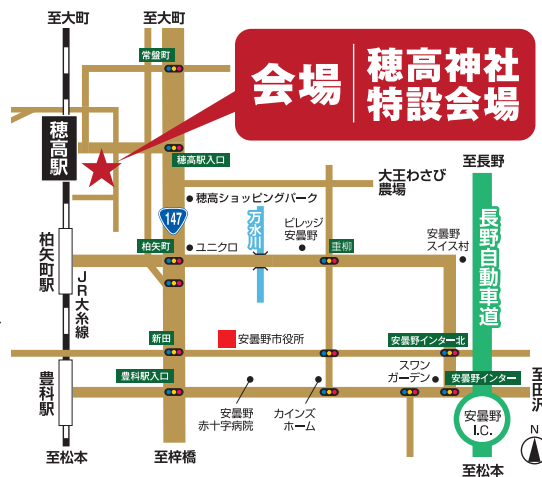 至大町
至大町
常盤町
会場
穂高神社
特設会場
穂高駅
穂高駅入口
至長野
大王わさび
農場
穂高ショッピングパーク
147
万水川
ビレッジ
安曇野
長野自動車道
柏矢町駅
柏矢町
ユニクロ
重柳
安曇野
スイス村
JR大糸線
新田
安曇野市役所
安曇野インター北
豊科駅
豊科駅入口
スワン
ガーデン
安曇野インター
至田沢
安曇野
赤十字病院
カインズ
ホーム
安曇野
I.C.
N
至松本
至梓橋
至松本